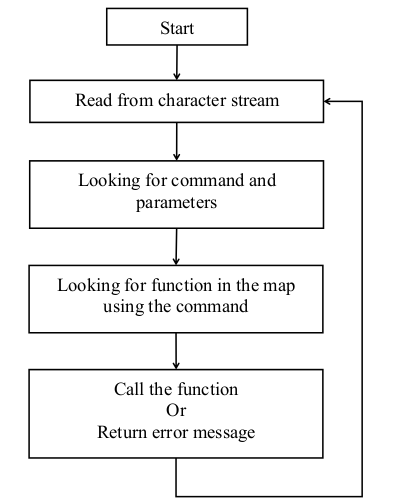 Start
Read from character stream
Looking for command and
parameters
Looking for function in the map
using the command
Call the function
Or
Return error message